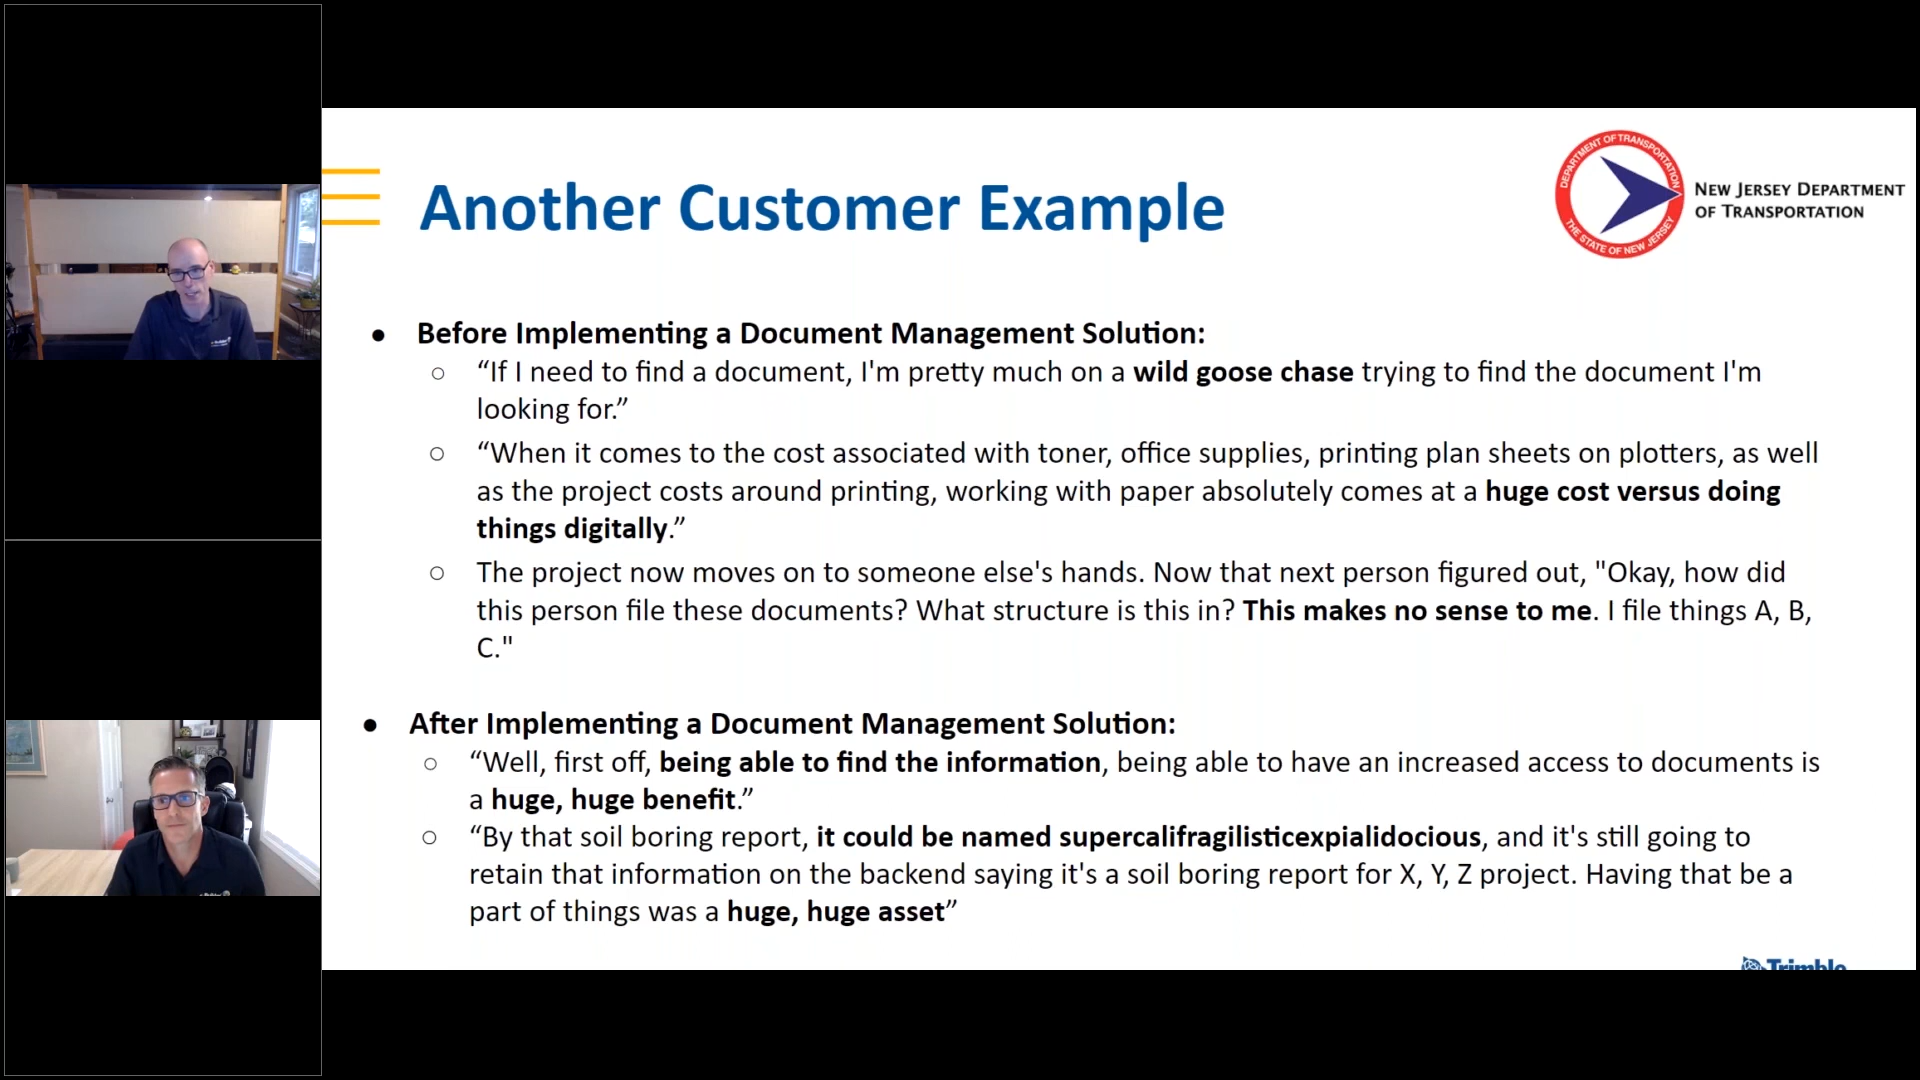 Another Customer Example
DEPARTMENT OF TRANSPORTATION
THE STATE OF NEW JERSEY
NEW JERSEY DEPARTMENT
OF TRANSPORTATION
● Before Implementing a Document Management Solution:
○ “If I need to find a document, I'm pretty much on a wild goose chase trying to find the document I'm
looking for.”
○ “When it comes to the cost associated with toner, office supplies, printing plan sheets on plotters, as well
as the project costs around printing, working with paper absolutely comes at a huge cost versus doing
things digitally.”
○ The project now moves on to someone else's hands. Now that next person figured out, "Okay, how did
this person file these documents? What structure is this in? This makes no sense to me. I file things A, B,
C."
● After Implementing a Document Management Solution:
○ “Well, first off, being able to find the information, being able to have an increased access to documents is
a huge, huge benefit.”
○ “By that soil boring report, it could be named supercalifragilisticexpialidocious, and it's still going to
retain that information on the backend saying it's a soil boring report for X, Y, Z project. Having that be a
part of things was a huge, huge asset”
Trimble